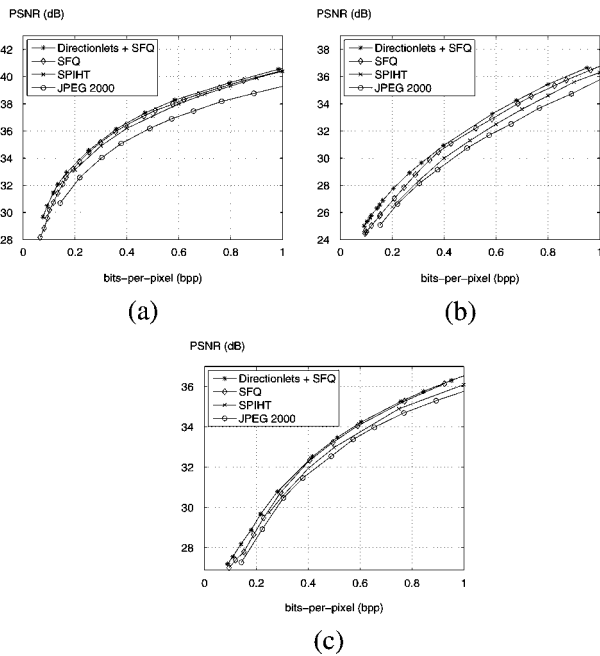 PSNR (dB)
42
40
38
36
34
32
30
28
0
0.2
0.4
0.6
0.8
1
Directionlets + SFQ
SFQ
SPIHT
JPEG 2000
bits-per-pixel (bpp)
(a)
PSNR (dB)
38
36
34
32
30
28
26
24
0
0.2
0.4
0.6
0.8
1
Directionlets + SFQ
SFQ
SPIHT
JPEG 2000
bits-per-pixel (bpp)
(b)
PSNR (dB)
36
34
32
30
28
0
0.2
0.4
0.6
0.8
1
Directionlets + SFQ
SFQ
SPIHT
JPEG 2000
bits-per-pixel (bpp)
(c)